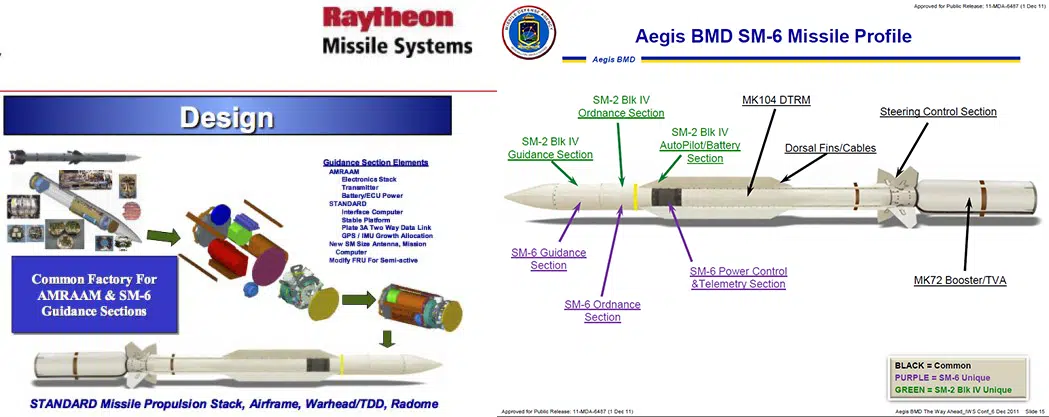 Raytheon
Missile Systems
Design
Guidance Section Elements
AMRAAM
Electronics Stack
Transmitter
Battery/ECU Power
STANDARD
Interface Computer
Stable Platform
Plate 3A Two Way Data Link
GPS / IMU Growth Allocation
New SM Size Antenna, Mission
Computer
Modify FRU For Semi-active
Common Factory For
AMRAAM & SM-6
Guidance Sections
STANDARD Missile Propulsion Stack, Airframe, Warhead/TDD, Radome
Approved for Public Release: 11-MDA-6487 (1 Dec 11)
Aegis BMD SM-6 Missile Profile
Aegis BMD
SM-2 Blk IV
Ordnance Section
SM-2 Blk IV
Guidance Section
SM-2 Blk IV
AutoPilot/Battery
Section
MK104 DTRM
Dorsal Fins/Cables
Steering Control Section
SM-6 Guidance
Section
SM-6 Ordnance
Section
SM-6 Power Control
&Telemetry Section
MK72 Booster/TVA
BLACK = Common
PURPLE = SM-6 Unique
GREEN = SM-2 Blk IV Unique
Approved for Public Release: 11-MDA-6487 (1 Dec 11)
Aegis BMD The Way Ahead_IWS Conf_6 Dec 2011 Slide 15